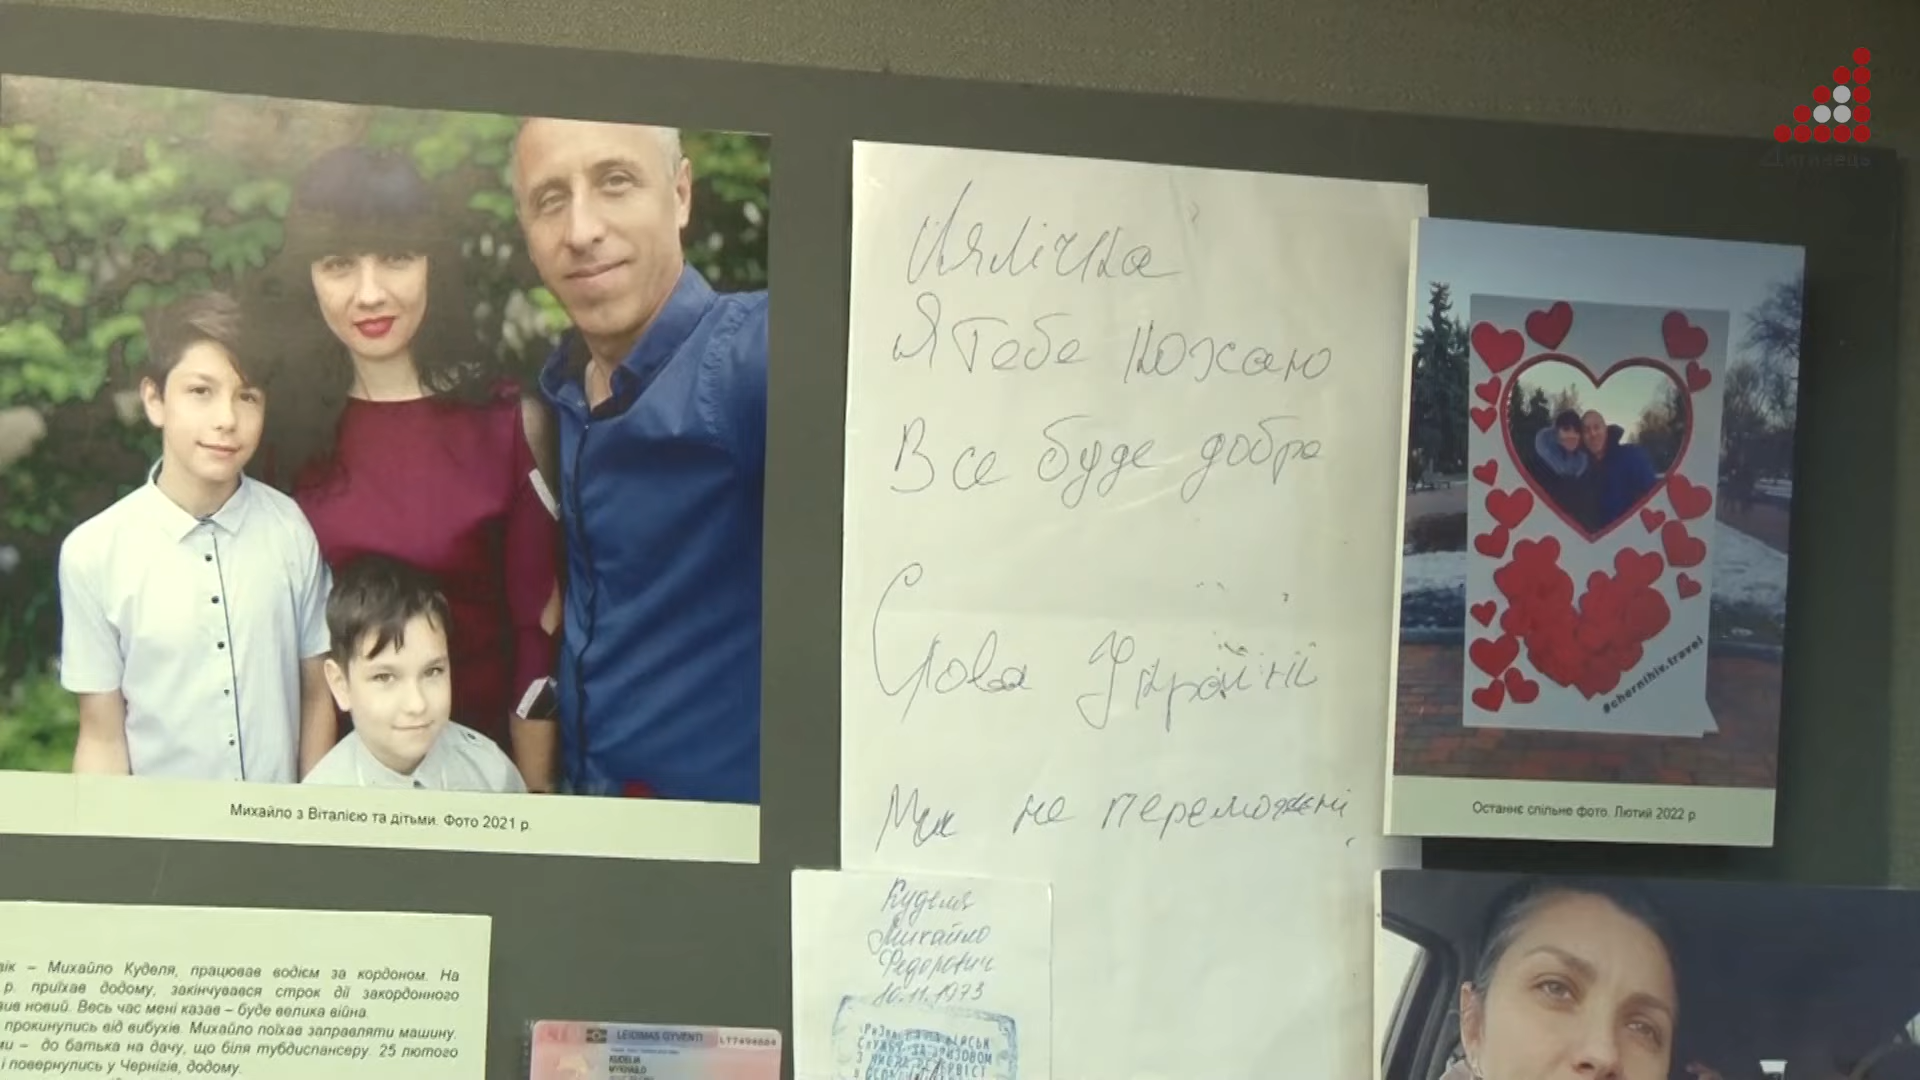 Дитинець
Михайло з Віталією та дітьми. Фото 2021 р.
Лялічка
Я Тебе Кохаю
Все буде добре
Слава Україні
Ми не переможені
#chernihiv.travel
Останнє спільне фото. Лютий 2022 р
– Михайло Куделя, працював водієм за кордоном. На
р. приїхав додому, закінчувався строк дії закордонного
новий. Весь час мені казав – буде велика війна.
прокинулись від вибухів. Михайло поїхав заправляти машину.
– до батька на дачу, що біля тубдиспансеру. 25 лютого
і повернулись у Чернігів, додому.
Куделя
Михайло
Федорович
10.11.1973
LEIDIMAS GYVENTI
KUDELIA
MYKHAILO